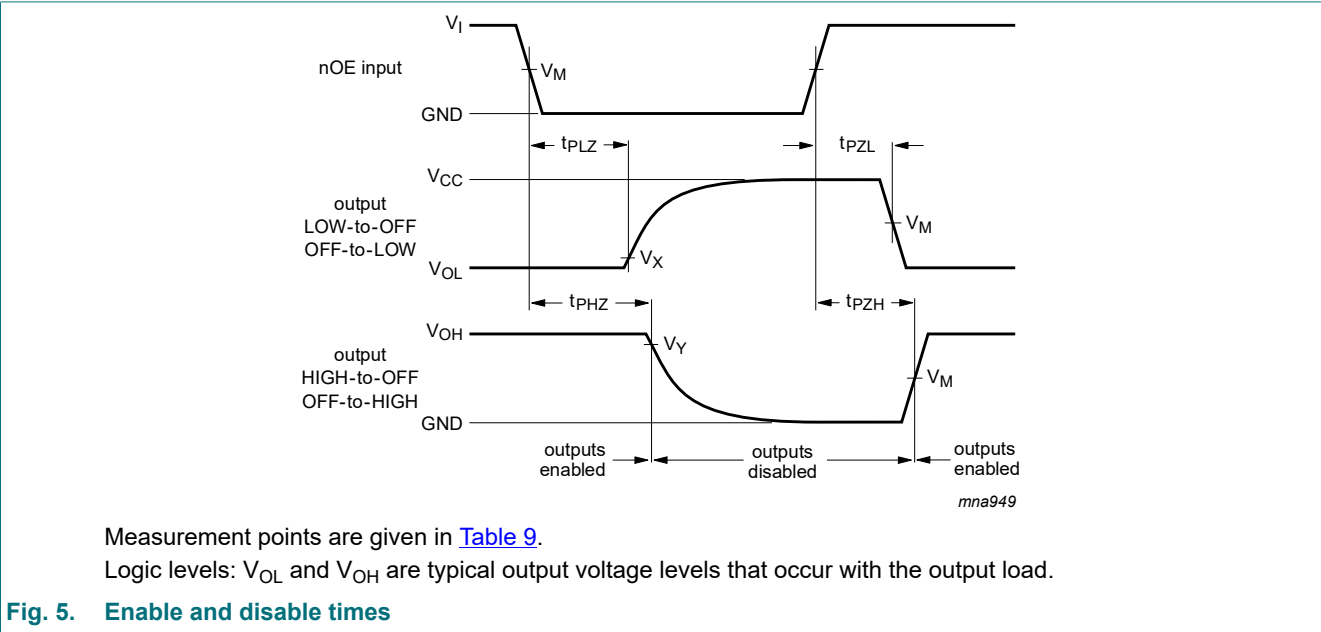 VI
nOE input
VM
GND
tPLZ
tPZL
VCC
output
LOW-to-OFF
OFF-to-LOW
VM
VX
VOL
tPHZ
tPZH
VOH
VY
output
HIGH-to-OFF
OFF-to-HIGH
VM
GND
outputs
enabled
outputs
disabled
outputs
enabled
mna949
Measurement points are given in Table 9.
Logic levels: VOL and VOH are typical output voltage levels that occur with the output load.
Fig. 5. Enable and disable times